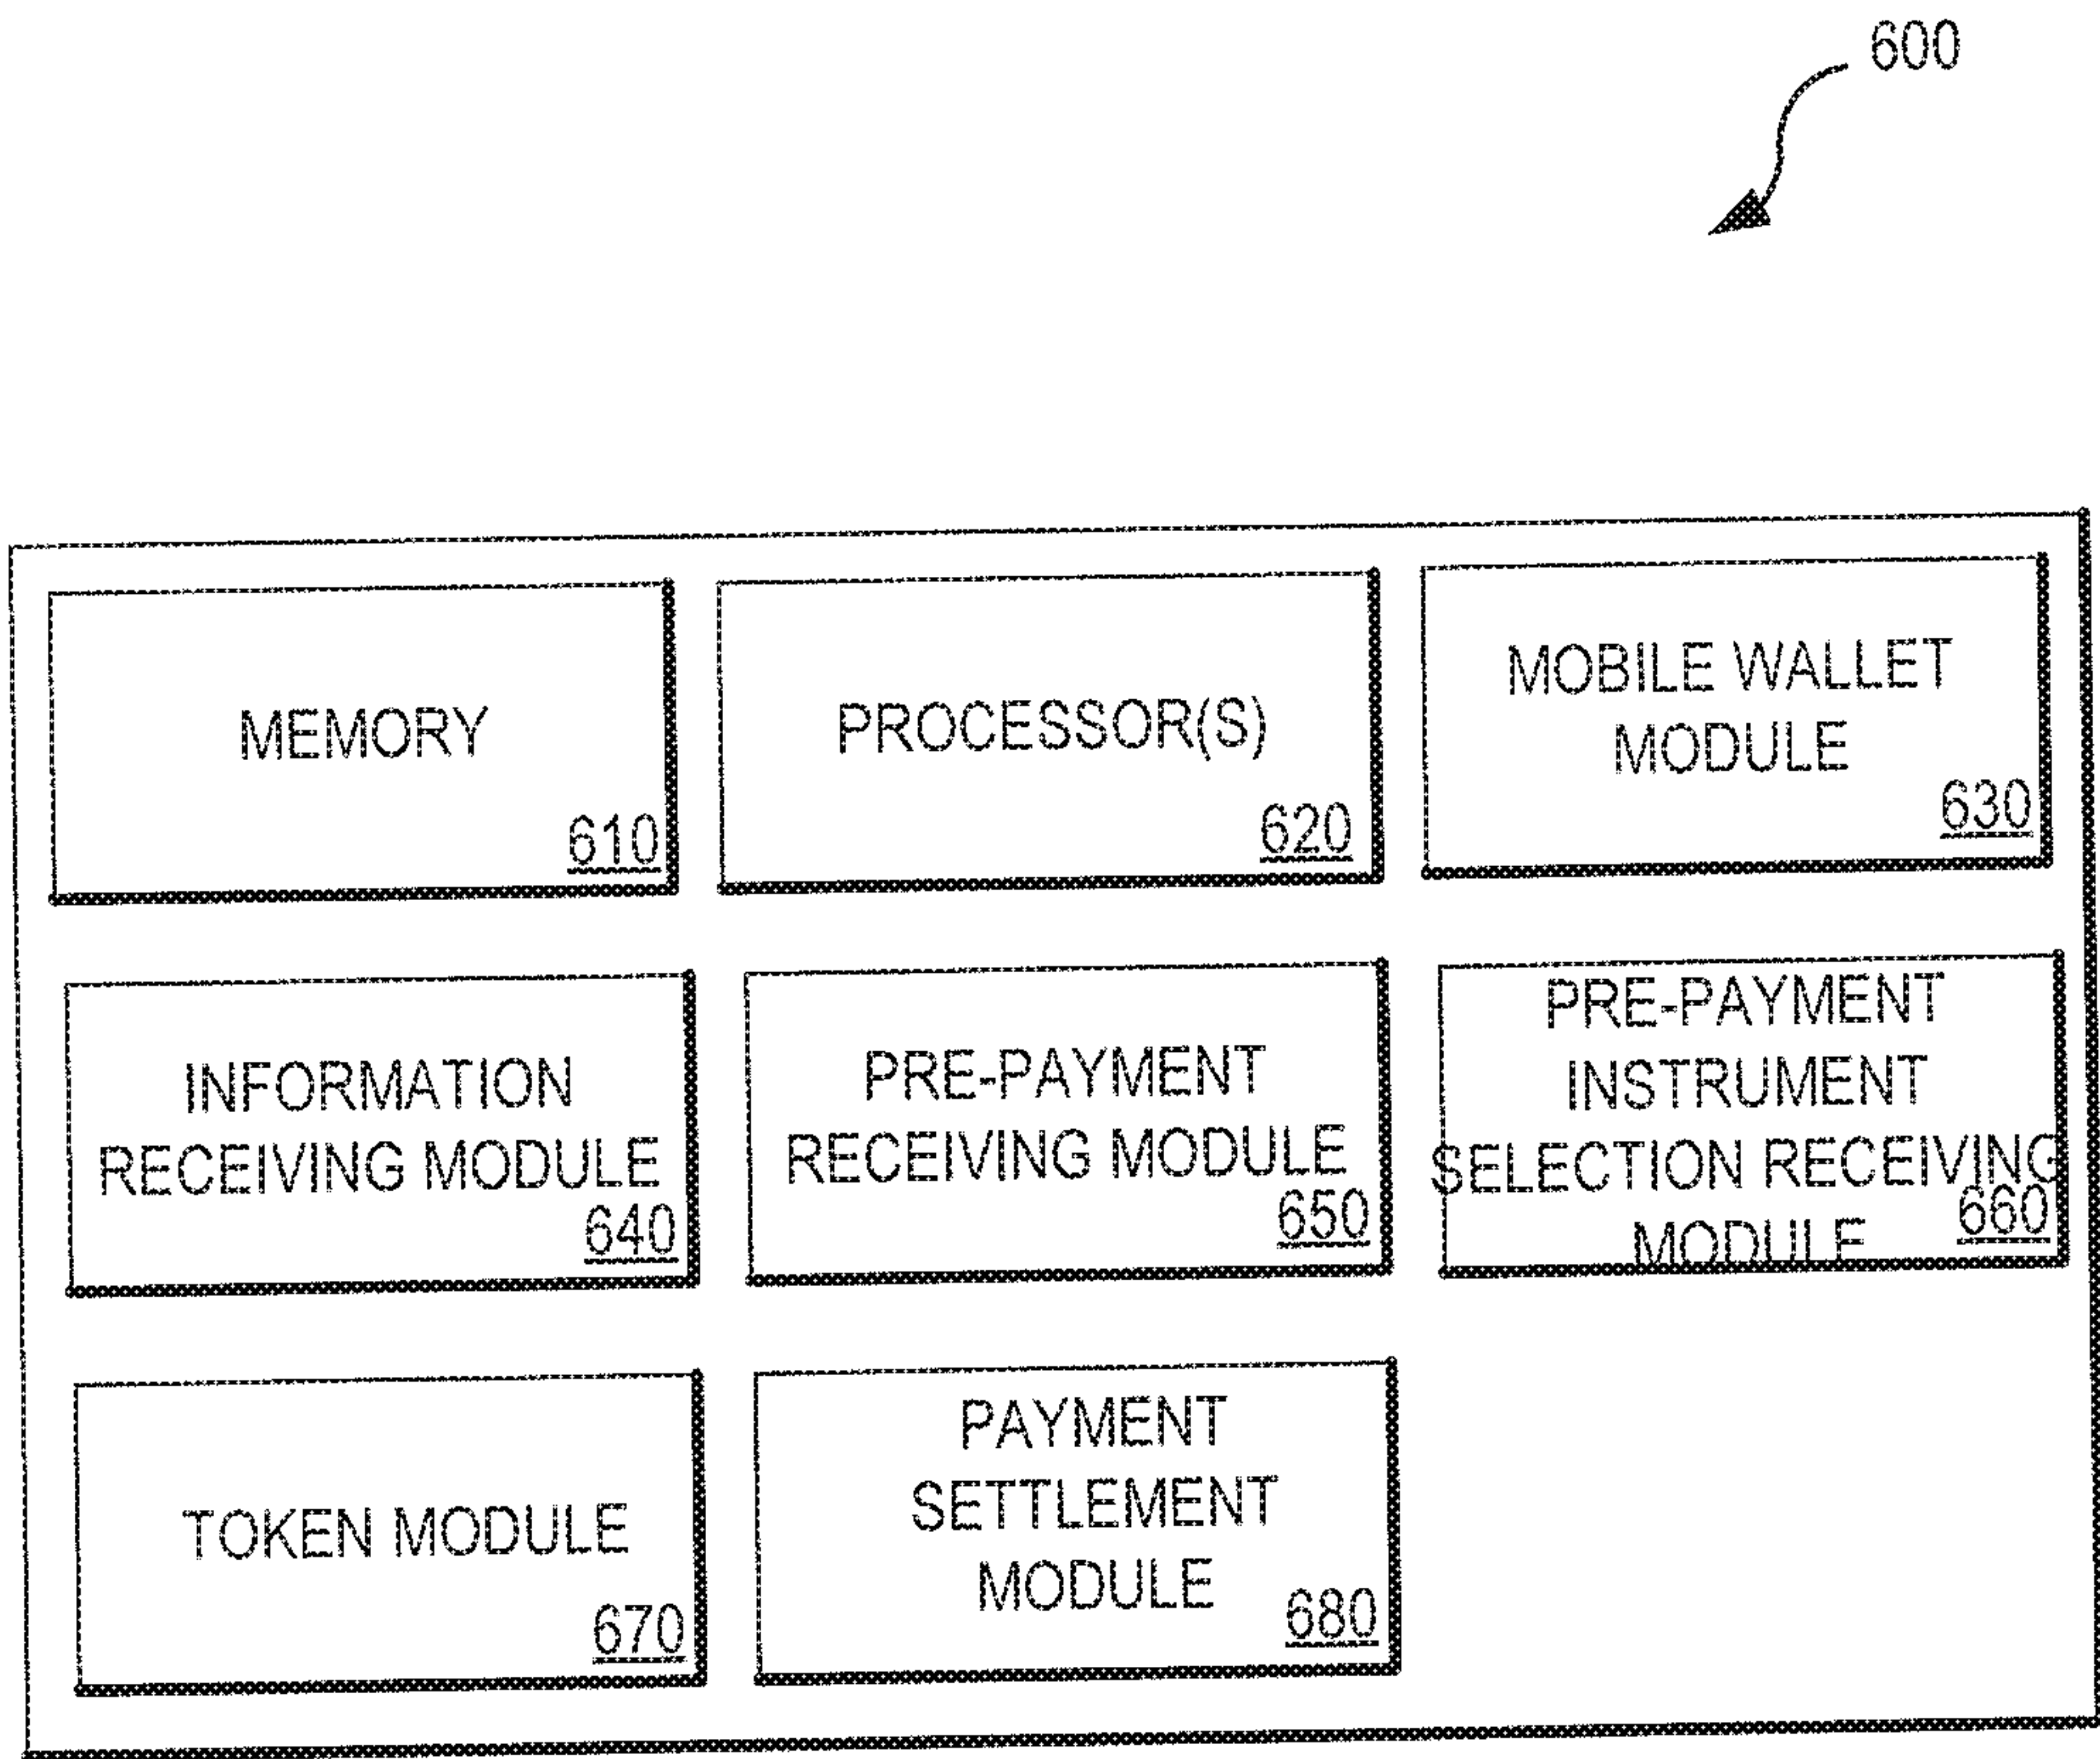 600
MEMORY
610
PROCESSOR(S)
620
MOBILE WALLET
MODULE
630
INFORMATION
RECEIVING MODULE
640
PRE-PAYMENT
RECEIVING MODULE
650
PRE-PAYMENT
INSTRUMENT
SELECTION RECEIVING
MODULE
660
TOKEN MODULE
670
PAYMENT
SETTLEMENT
MODULE
680